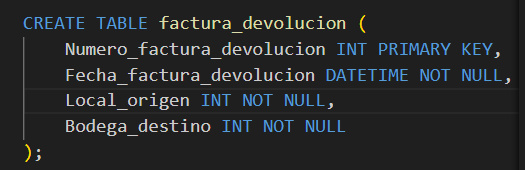 CREATE TABLE factura_devolucion (
    Numero_factura_devolucion INT PRIMARY KEY,
    Fecha_factura_devolucion DATETIME NOT NULL,
    Local_origen INT NOT NULL,
    Bodega_destino INT NOT NULL
);